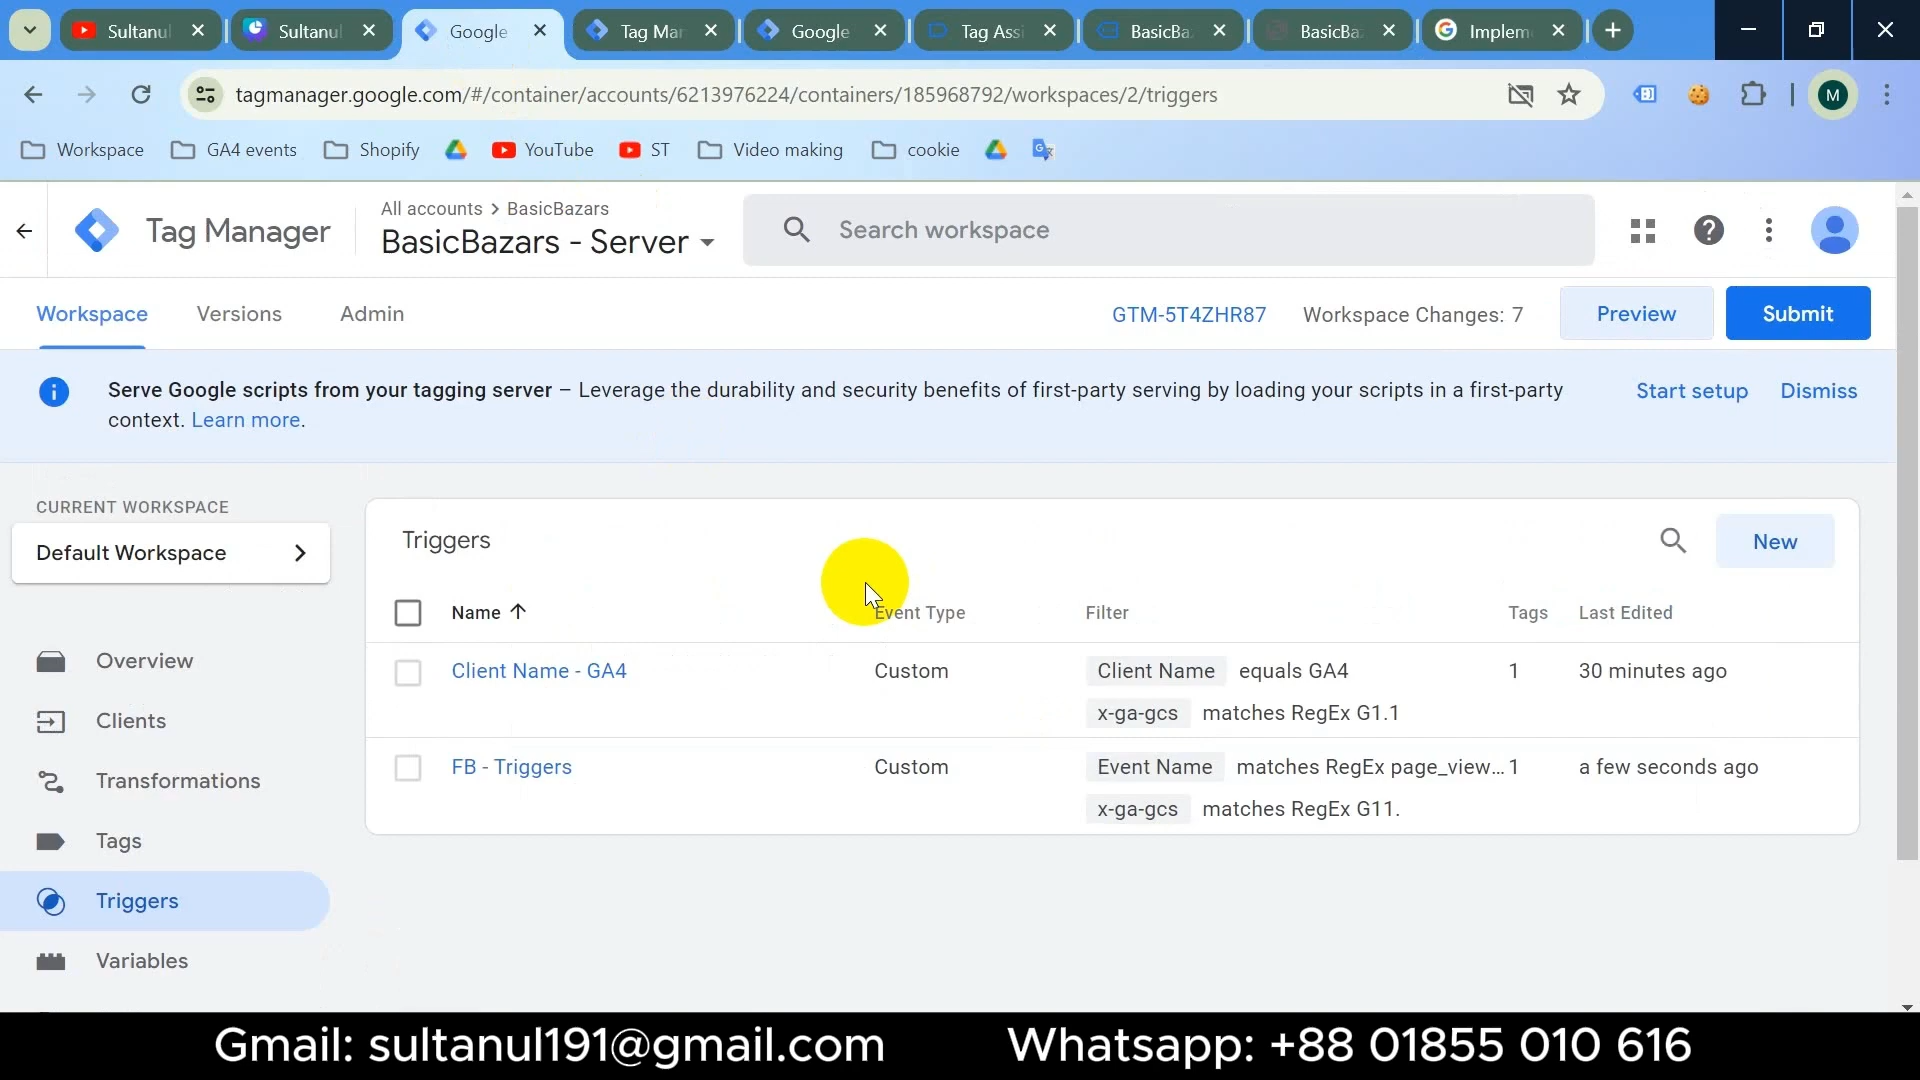 Sultanul
Sultanul
Google
Tag Mar
Google
Tag Assi
BasicBa
BasicBa
Implem
tagmanager.google.com/#/container/accounts/6213976224/containers/185968792/workspaces/2/triggers
M
Workspace
GA4 events
Shopify
YouTube
ST
Video making
cookie
Tag Manager
All accounts > BasicBazars
BasicBazars - Server
Search workspace
Workspace
Versions
Admin
GTM-5T4ZHR87
Workspace Changes: 7
Preview
Submit
Serve Google scripts from your tagging server – Leverage the durability and security benefits of first-party serving by loading your scripts in a first-party
context. Learn more.
Start setup
Dismiss
CURRENT WORKSPACE
Default Workspace
Overview
Clients
Transformations
Tags
Triggers
Variables
Triggers
New
Name
Event Type
Filter
Tags
Last Edited
Client Name - GA4
Custom
Client Name equals GA4
1
30 minutes ago
x-ga-gcs matches RegEx G1.1
FB - Triggers
Custom
Event Name matches RegEx page_view...
1
a few seconds ago
x-ga-gcs matches RegEx G11.
Gmail: sultanul191@gmail.com
Whatsapp: +88 01855 010 616